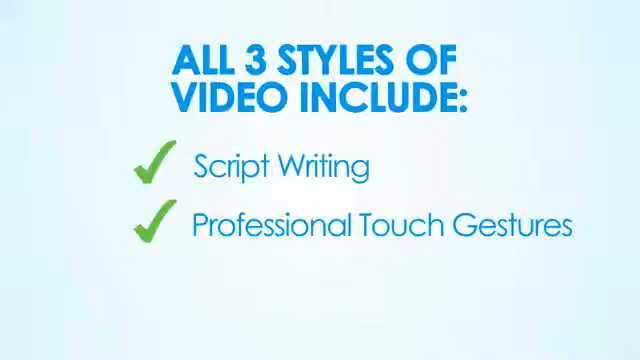 ALL 3 STYLES OF
VIDEO INCLUDE:
Script Writing
Professional Touch Gestures